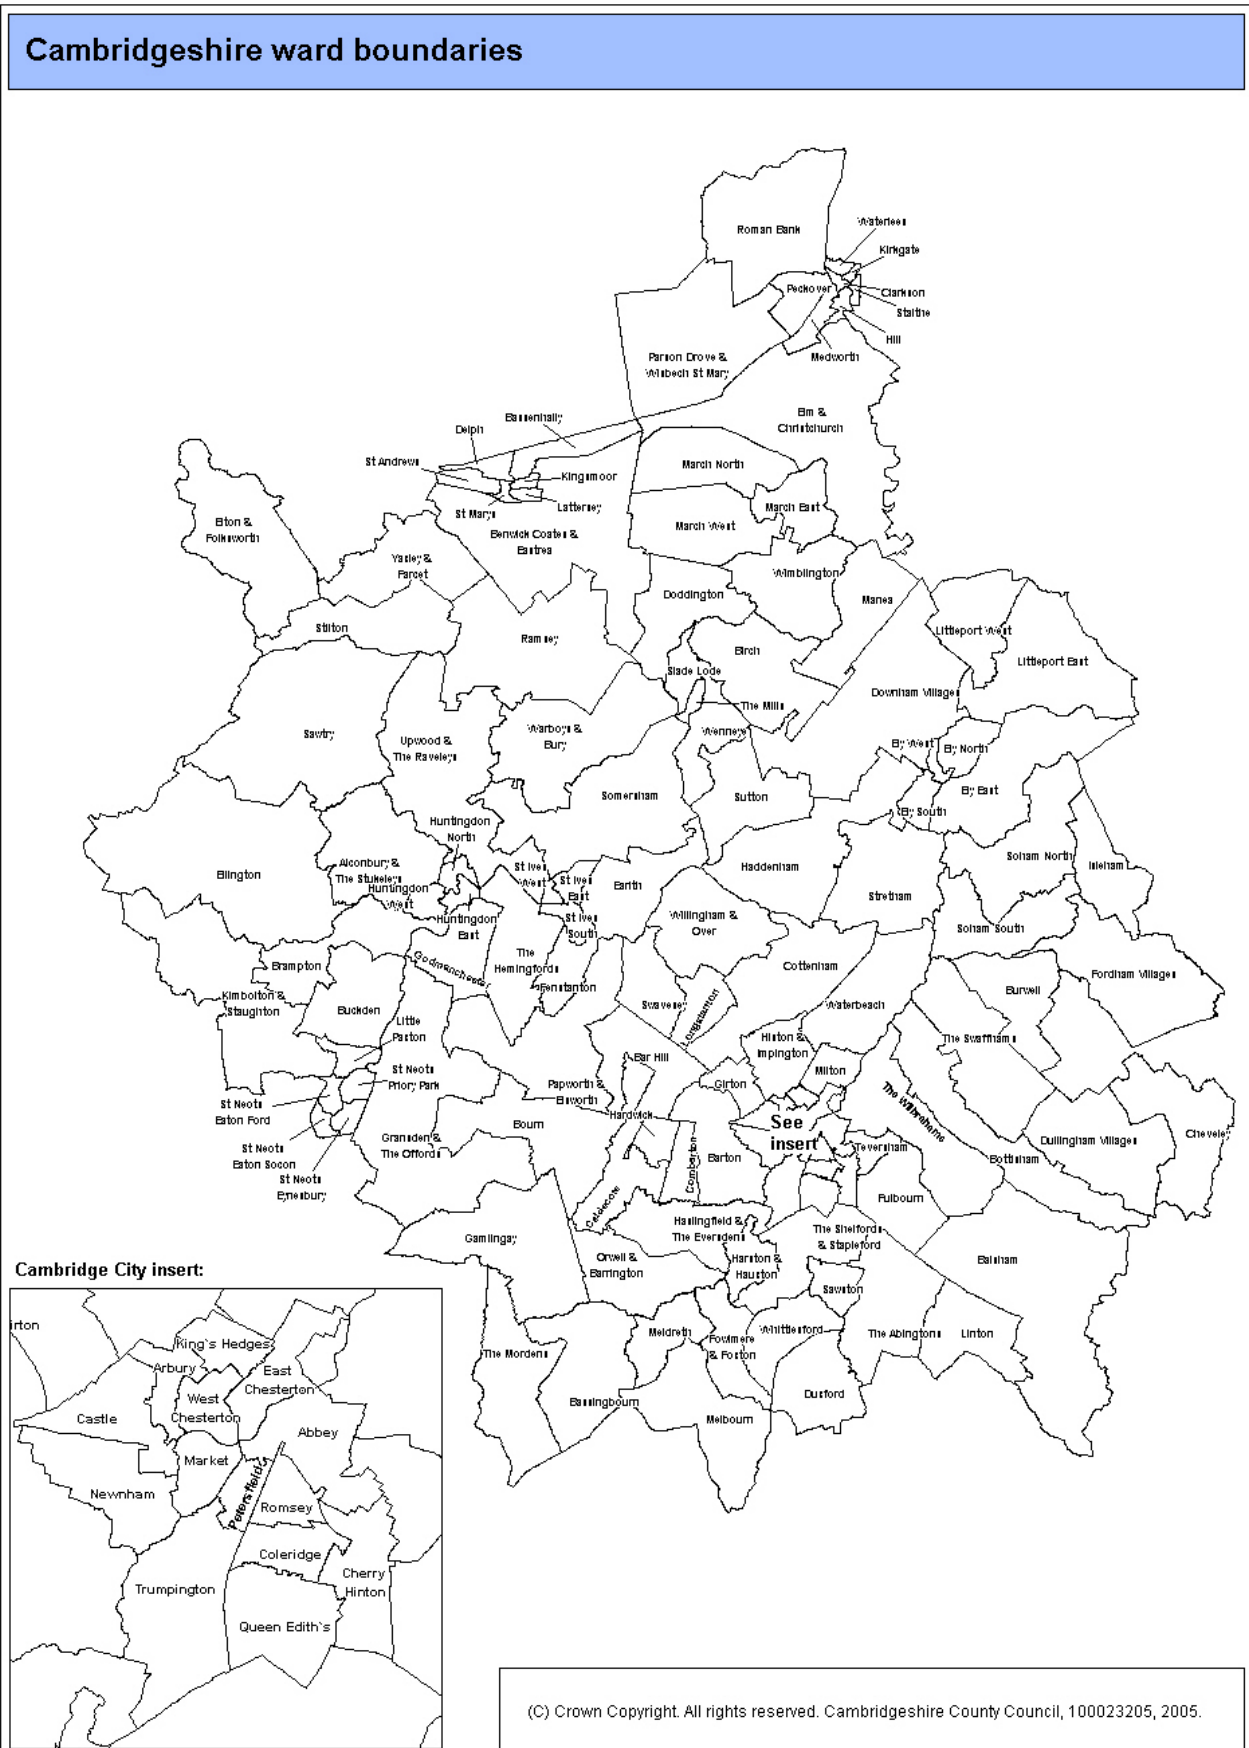 Cambridgeshire ward boundaries
Roman Bank
Waterlees
Kirkgate
Peckover
Clarkson
Staithe
Hill
Medworth
Parson Drove &
Wisbech St Mary
Elm &
Christchurch
Bassenhally
Delph
St Andrews
Kingsmoor
Lattersey
St Marys
Benwick Coates &
Eastrea
March North
March East
March West
Elton &
Folksworth
Yaxley &
Farcet
Stilton
Ramsey
Doddington
Wimblington
Manea
Birch
Slade Lode
The Mills
Wenneye
Littleport West
Littleport East
Downham Villages
Ely West
Ely North
Ely East
Ely South
Sawtry
Upwood &
The Raveleys
Warboys &
Bury
Somersham
Sutton
Haddenham
Stretham
Soham North
Isleham
Soham South
Fordham Villages
Huntingdon
North
Alconbury &
The Stukeleys
Huntingdon
West
Huntingdon
East
Ellington
St Ives
West
St Ives
East
St Ives
South
Earith
Willingham &
Over
Cottenham
Waterbeach
Burwell
The Swaffhams
Brampton
Kimbolton &
Staughton
Buckden
Godmanchester
The
Hemingfords
Fenstanton
Swavesey
Longstanton
Little
Paxton
St Neots
Priory Park
St Neots
Eaton Ford
St Neots
Eaton Socon
St Neots
Eynesbury
Gransden &
The Offords
Papworth &
Elsworth
Bourn
Bar Hill
Hardwick
Girton
Histon &
Impington
Milton
See
insert
Teversham
The Wilbrahams
Dullingham Villages
Cheveley
Bottisham
Comberton
Barton
Caldecote
Fulbourn
Haslingfield &
The Eversdens
Harston &
Hauxton
The Shelfords
& Stapleford
Balsham
Gamlingay
Orwell &
Barrington
Sawston
Meldreth
Fowlmere
& Foxton
Whittlesford
The Abingtons
Linton
The Mordens
Bassingbourn
Melbourn
Duxford
Cambridge City insert:
irton
King`s Hedges
Arbury
East
Chesterton
West
Chesterton
Castle
Abbey
Market
Newnham
Petersfield
Romsey
Coleridge
Cherry
Hinton
Trumpington
Queen Edith`s
(C) Crown Copyright. All rights reserved. Cambridgeshire County Council, 100023205, 2005.